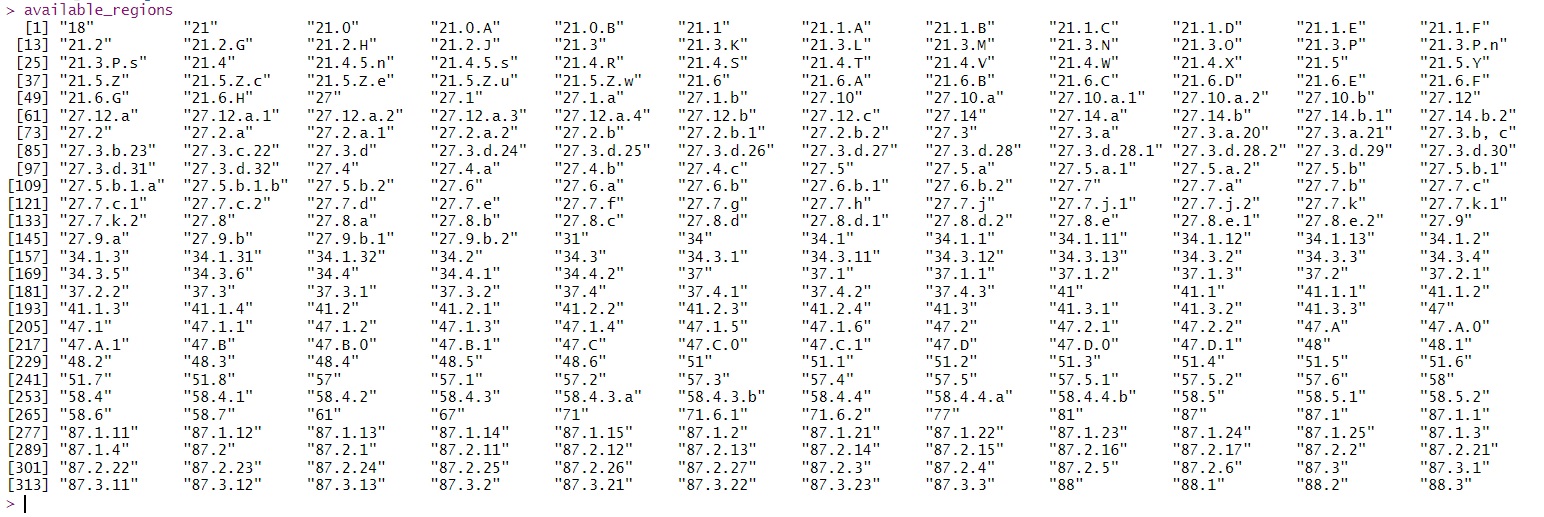 > available_regions
[1] "18" "21" "21.0" "21.0.A" "21.0.B" "21.1" "21.1.A" "21.1.B" "21.1.C" "21.1.D" "21.1.E" "21.1.F"
[13] "21.2" "21.2.G" "21.2.H" "21.2.J" "21.3" "21.3.K" "21.3.L" "21.3.M" "21.3.N" "21.3.O" "21.3.P" "21.3.P.n"
[25] "21.3.P.s" "21.4" "21.4.5.n" "21.4.5.s" "21.4.R" "21.4.S" "21.4.T" "21.4.V" "21.4.W" "21.4.X" "21.5" "21.5.Y"
[37] "21.5.Z" "21.5.Z.c" "21.5.Z.e" "21.5.Z.u" "21.5.Z.w" "21.6" "21.6.A" "21.6.B" "21.6.C" "21.6.D" "21.6.E" "21.6.F"
[49] "21.6.G" "21.6.H" "27" "27.1" "27.1.a" "27.1.b" "27.10" "27.10.a" "27.10.a.1" "27.10.a.2" "27.10.b" "27.12"
[61] "27.12.a" "27.12.a.1" "27.12.a.2" "27.12.a.3" "27.12.a.4" "27.12.b" "27.12.c" "27.14" "27.14.a" "27.14.b" "27.14.b.1" "27.14.b.2"
[73] "27.2" "27.2.a" "27.2.a.1" "27.2.a.2" "27.2.b" "27.2.b.1" "27.2.b.2" "27.3" "27.3.a" "27.3.a.20" "27.3.a.21" "27.3.b, c"
[85] "27.3.b.23" "27.3.c.22" "27.3.d" "27.3.d.24" "27.3.d.25" "27.3.d.26" "27.3.d.27" "27.3.d.28" "27.3.d.28.1" "27.3.d.28.2" "27.3.d.29" "27.3.d.30"
[97] "27.3.d.31" "27.3.d.32" "27.4" "27.4.a" "27.4.b" "27.4.c" "27.5" "27.5.a" "27.5.a.1" "27.5.a.2" "27.5.b" "27.5.b.1"
[109] "27.5.b.1.a" "27.5.b.1.b" "27.5.b.2" "27.6" "27.6.a" "27.6.b" "27.6.b.1" "27.6.b.2" "27.7" "27.7.a" "27.7.b" "27.7.c"
[121] "27.7.c.1" "27.7.c.2" "27.7.d" "27.7.e" "27.7.f" "27.7.g" "27.7.h" "27.7.j" "27.7.j.1" "27.7.j.2" "27.7.k" "27.7.k.1"
[133] "27.7.k.2" "27.8" "27.8.a" "27.8.b" "27.8.c" "27.8.d" "27.8.d.1" "27.8.d.2" "27.8.e" "27.8.e.1" "27.8.e.2" "27.9"
[145] "27.9.a" "27.9.b" "27.9.b.1" "27.9.b.2" "31" "34" "34.1" "34.1.1" "34.1.11" "34.1.12" "34.1.13" "34.1.2"
[157] "34.1.3" "34.1.31" "34.1.32" "34.2" "34.3" "34.3.1" "34.3.11" "34.3.12" "34.3.13" "34.3.2" "34.3.3" "34.3.4"
[169] "34.3.5" "34.3.6" "34.4" "34.4.1" "34.4.2" "37" "37.1" "37.1.1" "37.1.2" "37.1.3" "37.2" "37.2.1"
[181] "37.2.2" "37.3" "37.3.1" "37.3.2" "37.4" "37.4.1" "37.4.2" "37.4.3" "41" "41.1" "41.1.1" "41.1.2"
[193] "41.1.3" "41.1.4" "41.2" "41.2.1" "41.2.2" "41.2.3" "41.2.4" "41.3" "41.3.1" "41.3.2" "41.3.3" "47"
[205] "47.1" "47.1.1" "47.1.2" "47.1.3" "47.1.4" "47.1.5" "47.1.6" "47.2" "47.2.1" "47.2.2" "47.A" "47.A.0"
[217] "47.A.1" "47.B" "47.B.0" "47.B.1" "47.C" "47.C.0" "47.C.1" "47.D" "47.D.0" "47.D.1" "48" "48.1"
[229] "48.2" "48.3" "48.4" "48.5" "48.6" "51" "51.1" "51.2" "51.3" "51.4" "51.5" "51.6"
[241] "51.7" "51.8" "57" "57.1" "57.2" "57.3" "57.4" "57.5" "57.5.1" "57.5.2" "57.6" "58"
[253] "58.4" "58.4.1" "58.4.2" "58.4.3" "58.4.3.a" "58.4.3.b" "58.4.4" "58.4.4.a" "58.4.4.b" "58.5" "58.5.1" "58.5.2"
[265] "58.6" "58.7" "61" "67" "71" "71.6.1" "71.6.2" "77" "81" "87" "87.1" "87.1.1"
[277] "87.1.11" "87.1.12" "87.1.13" "87.1.14" "87.1.15" "87.1.2" "87.1.21" "87.1.22" "87.1.23" "87.1.24" "87.1.25" "87.1.3"
[289] "87.1.4" "87.2" "87.2.1" "87.2.11" "87.2.12" "87.2.13" "87.2.14" "87.2.15" "87.2.16" "87.2.17" "87.2.2" "87.2.21"
[301] "87.2.22" "87.2.23" "87.2.24" "87.2.25" "87.2.26" "87.2.27" "87.2.3" "87.2.4" "87.2.5" "87.2.6" "87.3" "87.3.1"
[313] "87.3.11" "87.3.12" "87.3.13" "87.3.2" "87.3.21" "87.3.22" "87.3.23" "87.3.3" "88" "88.1" "88.2" "88.3"
>